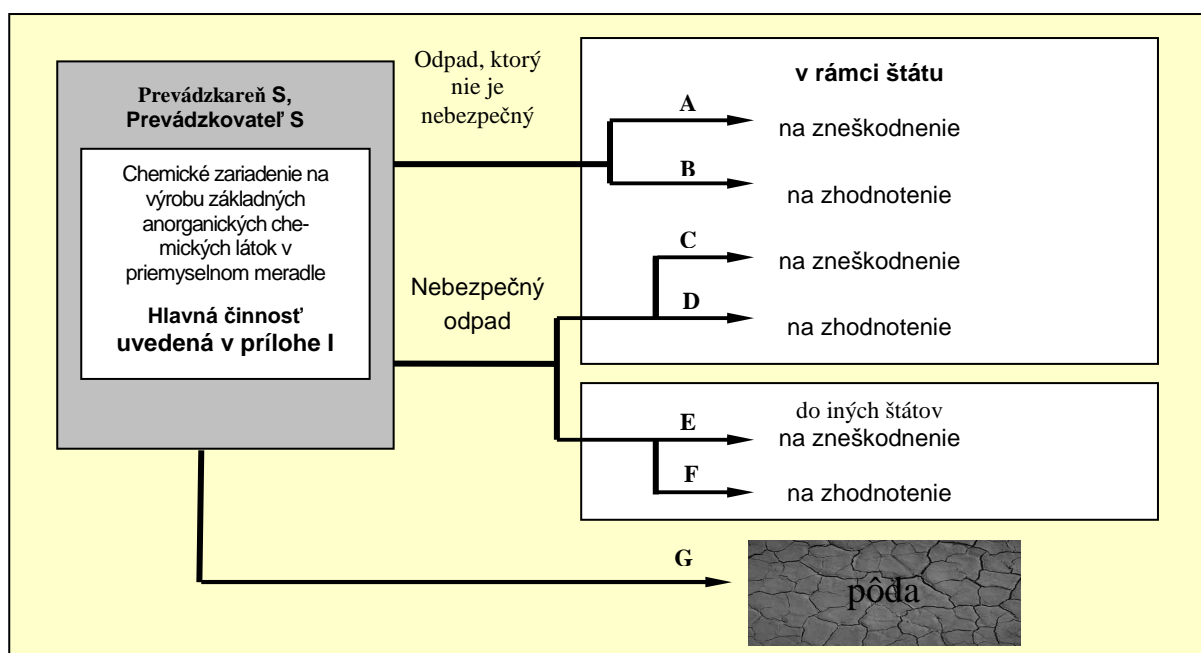 Prevádzkareň S,
Prevádzkovateľ S
Chemické zariadenie na
výrobu základných
anorganických che-
mických látok v
priemyselnom meradle
Hlavná činnosť
uvedená v prílohe I
Odpad, ktorý
nie je
nebezpečný
Nebezpečný
odpad
v rámci štátu
A
na zneškodnenie
B
na zhodnotenie
C
na zneškodnenie
D
na zhodnotenie
do iných štátov
E
na zneškodnenie
F
na zhodnotenie
G
pôda